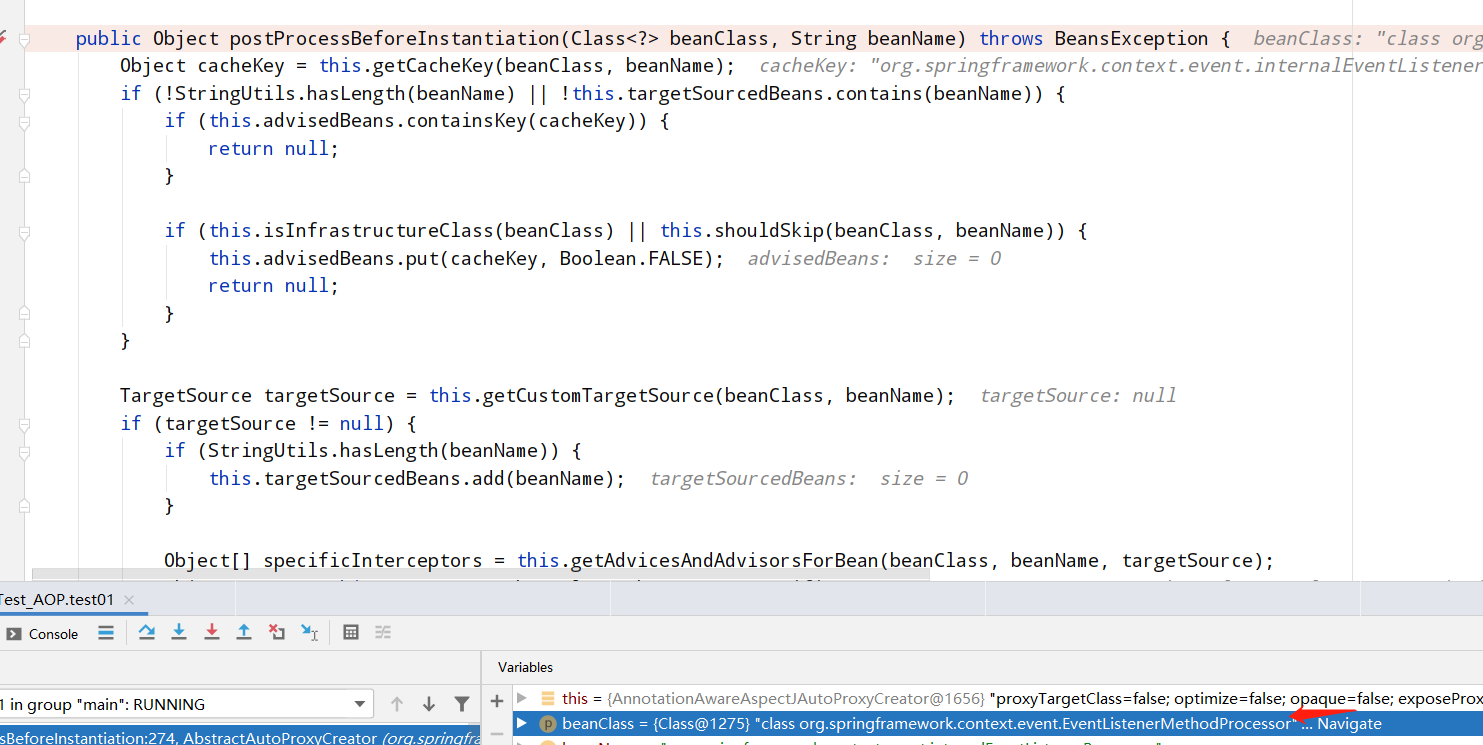 public Object postProcessBeforeInstantiation(Class<?> beanClass, String beanName) throws BeansException {  beanClass: "class org
Object cacheKey = this.getCacheKey(beanClass, beanName);  cacheKey: "org.springframework.context.event.internalEventListener
if (!StringUtils.hasLength(beanName) || !this.targetSourcedBeans.contains(beanName)) {
if (this.advisedBeans.containsKey(cacheKey)) {
return null;
}
if (this.isInfrastructureClass(beanClass) || this.shouldSkip(beanClass, beanName)) {
this.advisedBeans.put(cacheKey, Boolean.FALSE);  advisedBeans:  size = 0
return null;
}
}
TargetSource targetSource = this.getCustomTargetSource(beanClass, beanName);  targetSource: null
if (targetSource != null) {
if (StringUtils.hasLength(beanName)) {
this.targetSourcedBeans.add(beanName);  targetSourcedBeans:  size = 0
}
Object[] specificInterceptors = this.getAdvicesAndAdvisorsForBean(beanClass, beanName, targetSource);
Test_AOP.test01
Console
Variables
1 in group "main": RUNNING
this = {AnnotationAwareAspectJAutoProxyCreator@1656} "proxyTargetClass=false; optimize=false; opaque=false; exposeProx
beanClass = {Class@1275} "class org.springframework.context.event.EventListenerMethodProcessor" ... Navigate
sBeforeInstantiation:274, AbstractAutoProxyCreator (org.springfra